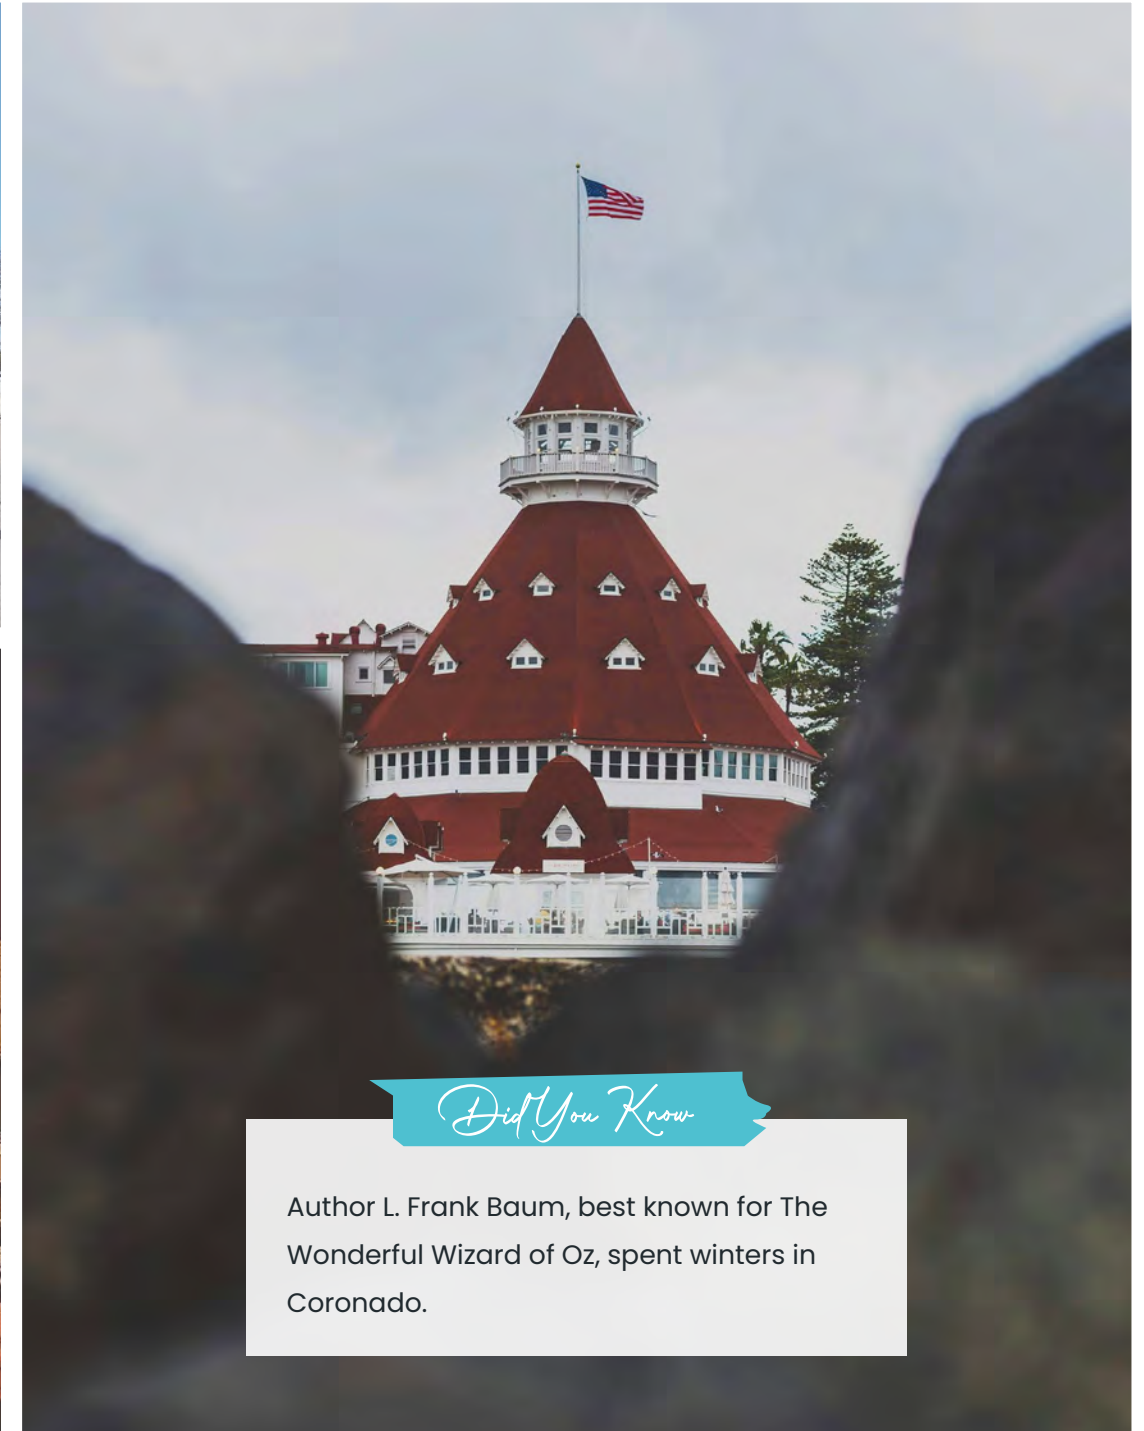 Did You Know
Author L. Frank Baum, best known for The
Wonderful Wizard of Oz, spent winters in
Coronado.